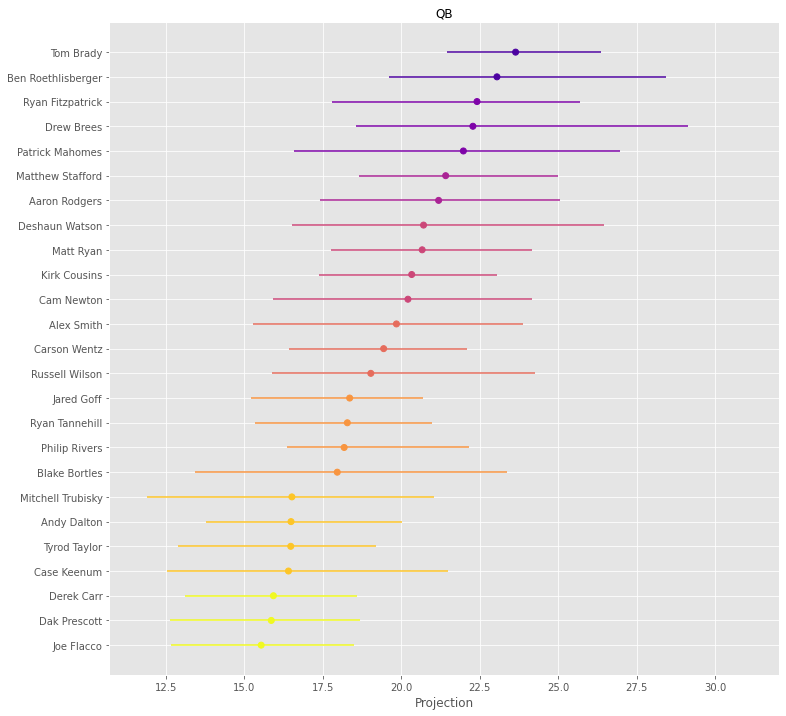 QB
Tom Brady
Ben Roethlisberger
Ryan Fitzpatrick
Drew Brees
Patrick Mahomes
Matthew Stafford
Aaron Rodgers
Deshaun Watson
Matt Ryan
Kirk Cousins
Cam Newton
Alex Smith
Carson Wentz
Russell Wilson
Jared Goff
Ryan Tannehill
Philip Rivers
Blake Bortles
Mitchell Trubisky
Andy Dalton
Tyrod Taylor
Case Keenum
Derek Carr
Dak Prescott
Joe Flacco
12.5 15.0 17.5 20.0 22.5 25.0 27.5 30.0
Projection